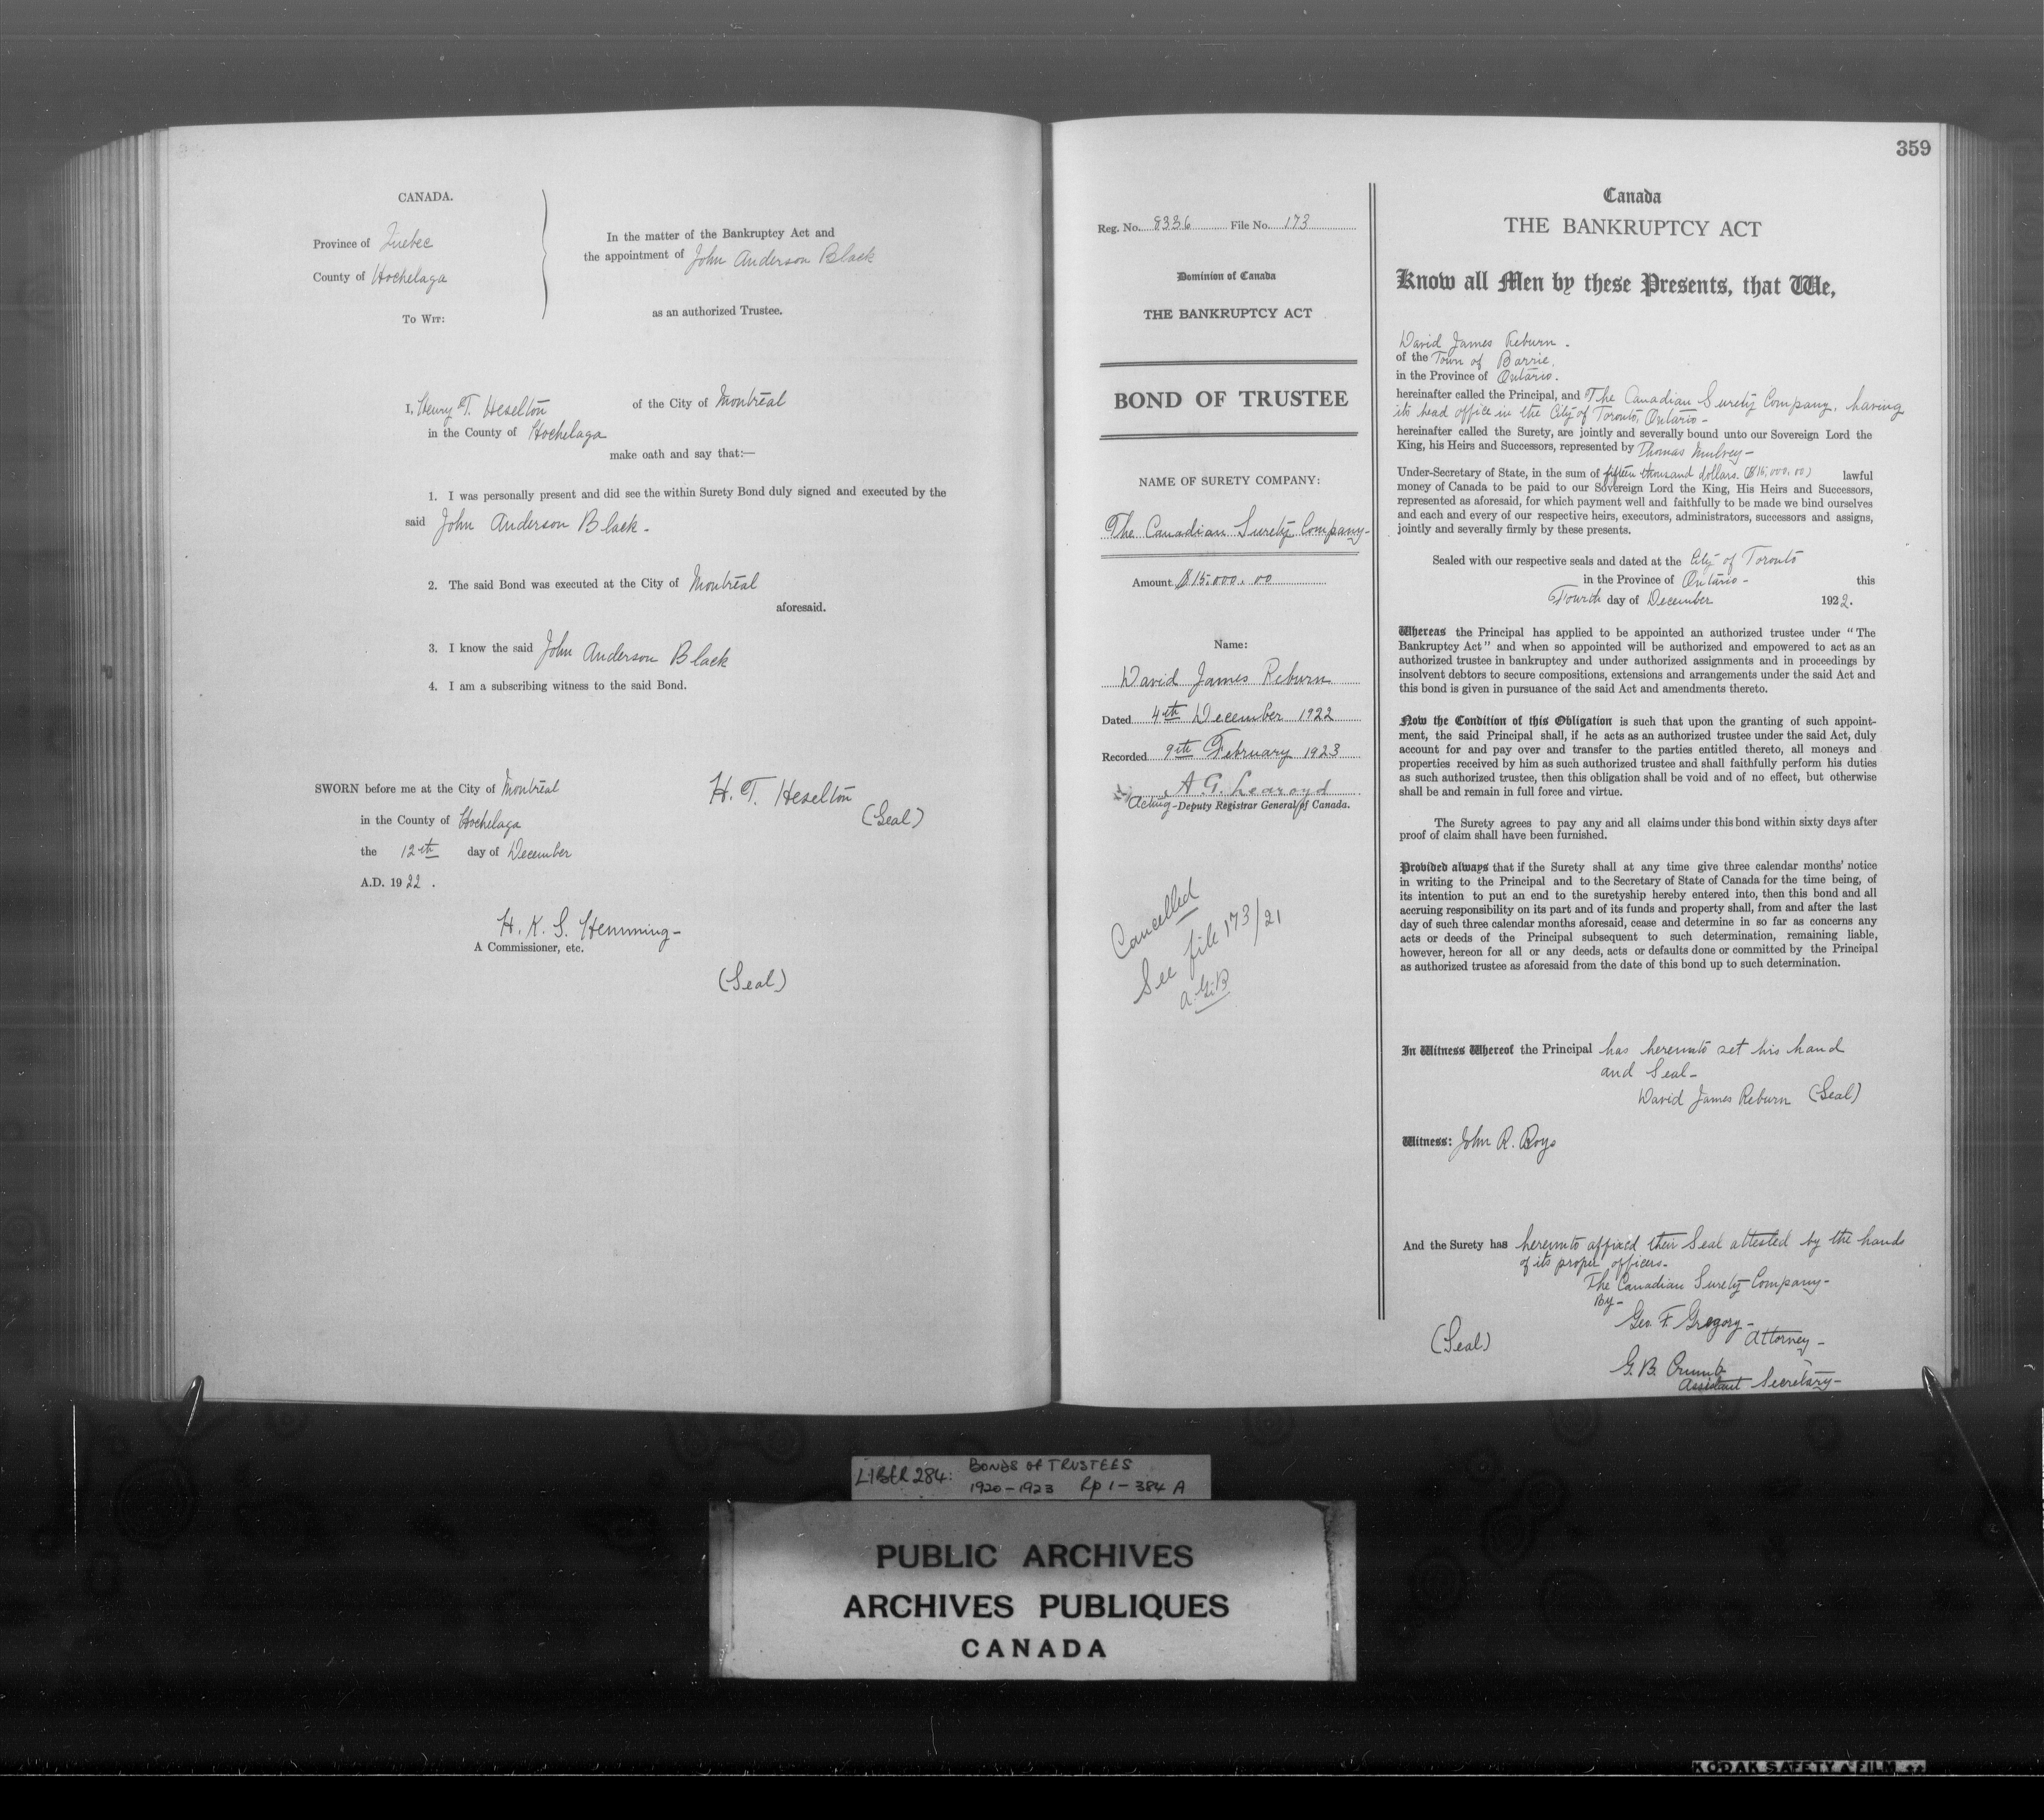 CANADA.
Province of Quebec
County of Hochelaga
To Wit:
In the matter of the Bankruptcy Act and
the appointment of John Anderson Black
as an authorized Trustee.
I, Henry T. Heselton of the City of Montreal
in the County of Hochelaga
make oath and say that:—
1. I was personally present and did see the within Surety Bond duly signed and executed by the
said John Anderson Black-
2. The said Bond was executed at the City of Montreal
aforesaid.
3. I know the said John Anderson Black
4. I am a subscribing witness to the said Bond.
SWORN before me at the City of Montreal
in the County of Hochelaga
the 12th day of December
A.D. 1922.
H. T. Heselton
(Seal)
H. K. S. Hemming-
A Commissioner, etc.
(Seal)
359
Reg. No. 8336 File No. 173
Dominion of Canada
THE BANKRUPTCY ACT
BOND OF TRUSTEE
NAME OF SURETY COMPANY:
The Canadian Surety Company-
Amount $15,000.00
Name:
David James Reburn
Dated 4th December 1922
Recorded 9th February 1923
A G. Learoyd
Acting-Deputy Registrar General of Canada.
Cancelled
See file 173/21
Canada
THE BANKRUPTCY ACT
Know all Men by these Presents, that We,
David James Reburn.
of the Town of Barrie.
in the Province of Ontario.
hereinafter called the Principal, and The Canadian Surety Company, having
its head office in the City of Toronto, Ontario-
hereinafter called the Surety, are jointly and severally bound unto our Sovereign Lord the
King, his Heirs and Successors, represented by Thomas Mulvey-
Under-Secretary of State, in the sum of fifteen thousand dollars. ($15,000.00) lawful
money of Canada to be paid to our Sovereign Lord the King, His Heirs and Successors,
represented as aforesaid, for which payment well and faithfully to be made we bind ourselves
and each and every of our respective heirs, executors, administrators, successors and assigns,
jointly and severally firmly by these presents.
Sealed with our respective seals and dated at the City of Toronto
in the Province of Ontario- this
Fourth day of December 1922.
Whereas the Principal has applied to be appointed an authorized trustee under "The
Bankruptcy Act" and when so appointed will be authorized and empowered to act as an
authorized trustee in bankruptcy and under authorized assignments and in proceedings by
insolvent debtors to secure compositions, extensions and arrangements under the said Act and
this bond is given in pursuance of the said Act and amendments thereto.
Now the Condition of this Obligation is such that upon the granting of such appoint-
ment, the said Principal shall, if he acts as an authorized trustee under the said Act, duly
account for and pay over and transfer to the parties entitled thereto, all moneys and
properties received by him as such authorized trustee and shall faithfully perform his duties
as such authorized trustee, then this obligation shall be void and of no effect, but otherwise
shall be and remain in full force and virtue.
The Surety agrees to pay any and all claims under this bond within sixty days after
proof of claim shall have been furnished.
Provided always that if the Surety shall at any time give three calendar months' notice
in writing to the Principal and to the Secretary of State of Canada for the time being, of
its intention to put an end to the suretyship hereby entered into, then this bond and all
accruing responsibility on its part and of its funds and property shall, from and after the last
day of such three calendar months aforesaid, cease and determine in so far as concerns any
acts or deeds of the Principal subsequent to such determination, remaining liable,
however, hereon for all or any deeds, acts or defaults done or committed by the Principal
as authorized trustee as aforesaid from the date of this bond up to such determination.
In Witness Whereof the Principal has hereunto set his hand
and Seal-
David James Reburn (Seal)
Witness: John R. Boys
And the Surety has hereunto affixed their Seal attested by the hands
of its proper officers-
The Canadian Surety Company-
By-
Geo. F. Gregory-
Attorney-
(Seal)
G. B. Crumb
Assistant Secretary-
LIBER 284: BONDS OF TRUSTEES
1920-1923 Pp 1-384 A
PUBLIC ARCHIVES
ARCHIVES PUBLIQUES
CANADA
KODAK SAFETY FILM